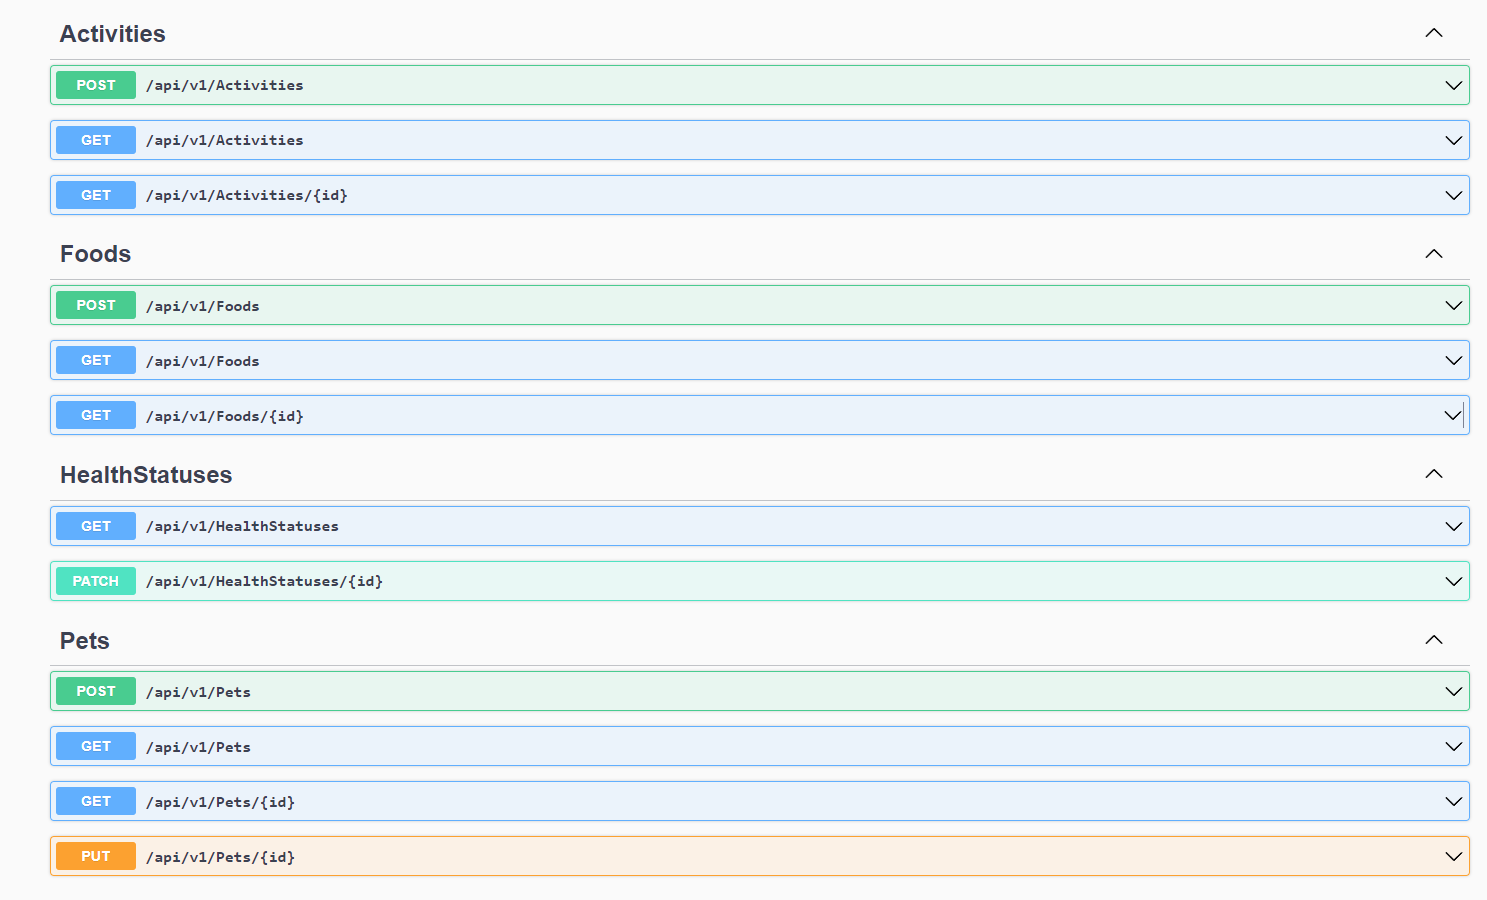 Activities
POST /api/v1/Activities
GET /api/v1/Activities
GET /api/v1/Activities/{id}
Foods
POST /api/v1/Foods
GET /api/v1/Foods
GET /api/v1/Foods/{id}
HealthStatuses
GET /api/v1/HealthStatuses
PATCH /api/v1/HealthStatuses/{id}
Pets
POST /api/v1/Pets
GET /api/v1/Pets
GET /api/v1/Pets/{id}
PUT /api/v1/Pets/{id}